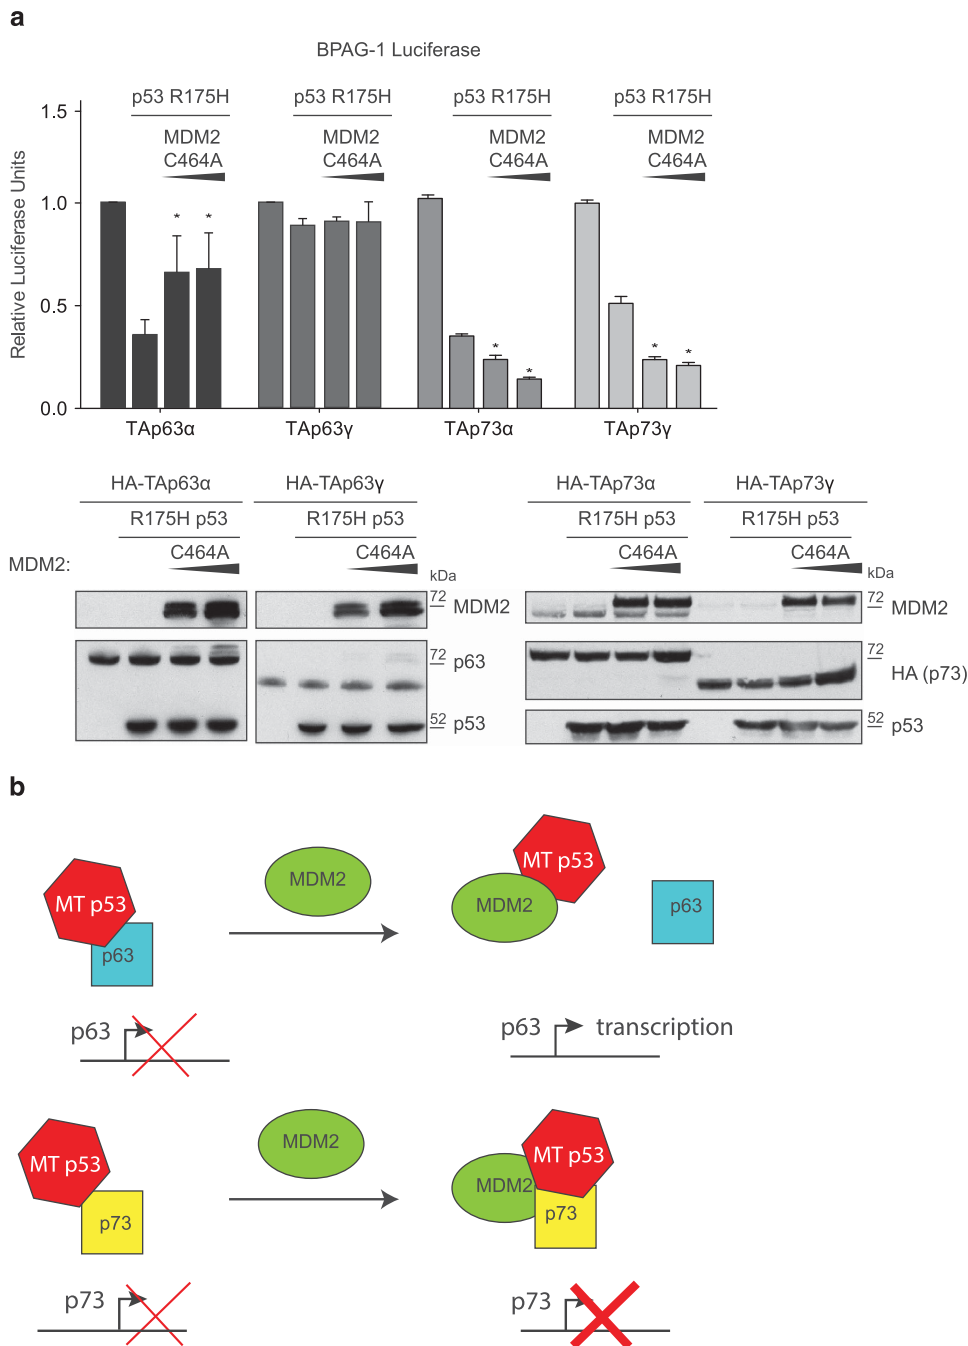 a
BPAG-1 Luciferase
p53 R175H p53 R175H p53 R175H p53 R175H
MDM2 MDM2 MDM2 MDM2
C464A C464A C464A C464A
Relative Luciferase Units
1.5
1.0
0.5
0.0
* * * * * *
TAp63α TAp63γ TAp73α TAp73γ
HA-TAp63α HA-TAp63γ HA-TAp73α HA-TAp73γ
R175H p53 R175H p53 R175H p53 R175H p53
MDM2: C464A C464A C464A C464A
kDa kDa
72 MDM2 72 MDM2
72 p63 72 HA (p73)
52 p53 52 p53
b
MT p53
p63
MDM2
MDM2
MT p53
p63
p63
p63 transcription
MT p53
p73
MDM2
MDM2
MT p53
p73
p73
p73